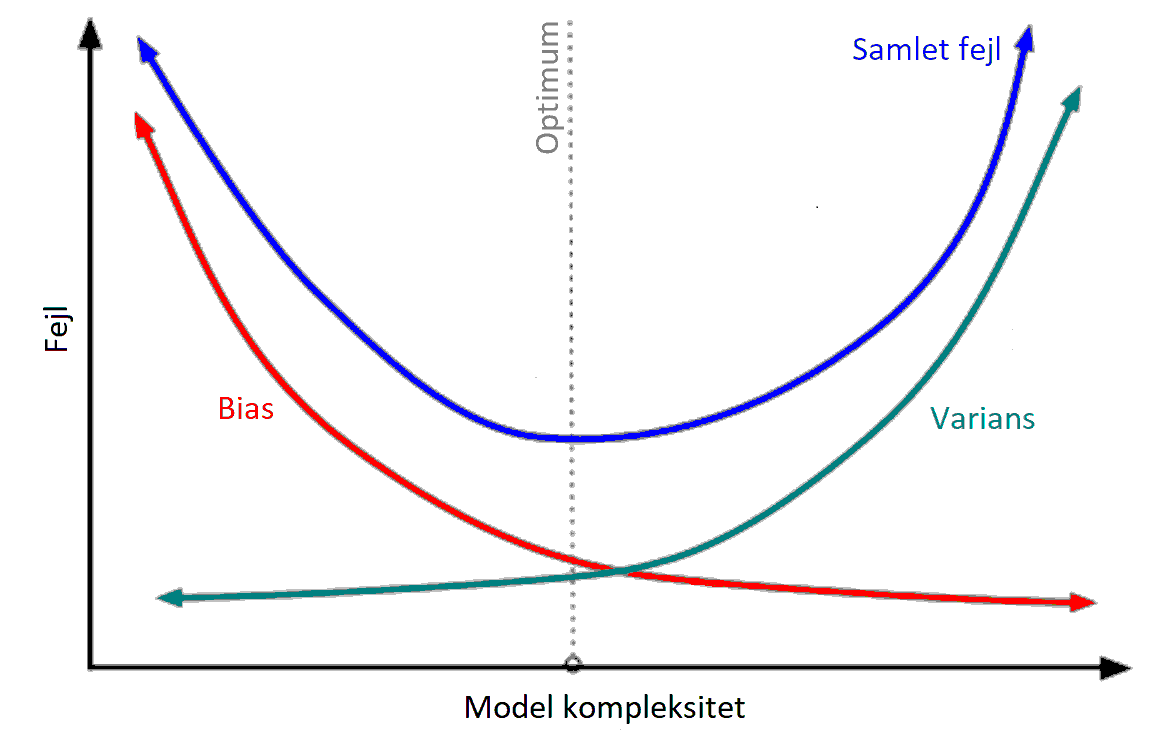 Optimum
Samlet fejl
Fejl
Bias
Varians
Model kompleksitet